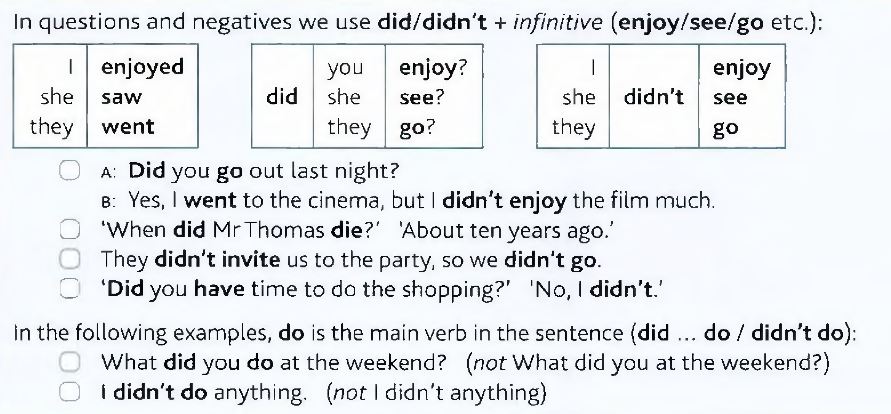 In questions and negatives we use did/didn't + infinitive (enjoy/see/go etc.):
I enjoyed
she saw
they went
did
you enjoy?
she see?
they go?
I
she
they
didn't
enjoy
see
go
A: Did you go out last night?
B: Yes, I went to the cinema, but I didn't enjoy the film much.
'When did Mr Thomas die?' 'About ten years ago.'
They didn't invite us to the party, so we didn't go.
'Did you have time to do the shopping?' 'No, I didn't.'
In the following examples, do is the main verb in the sentence (did ... do / didn't do):
What did you do at the weekend? (not What did you at the weekend?)
I didn't do anything. (not I didn't anything)